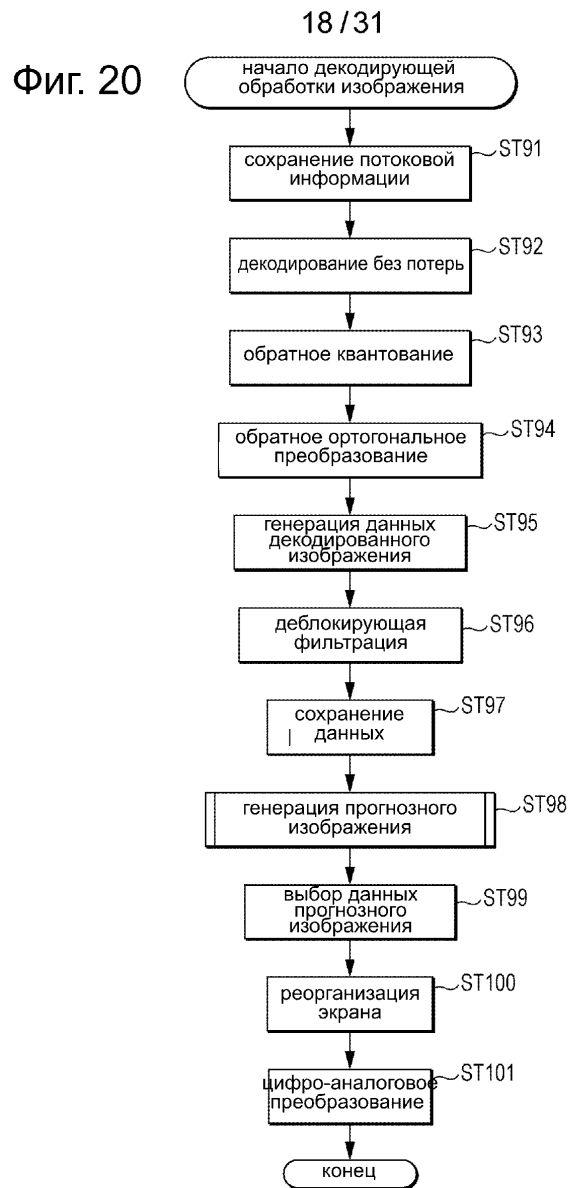 18 / 31
Фиг. 20
начало декодирующей
обработки изображения
сохранение потоковой
информации
ST91
декодирование без потерь
ST92
обратное квантование
ST93
обратное ортогональное
преобразование
ST94
генерация данных
декодированного
изображения
ST95
деблокирующая
фильтрация
ST96
сохранение
данных
ST97
генерация прогнозного
изображения
ST98
выбор данных
прогнозного
изображения
ST99
реорганизация
экрана
ST100
цифро-аналоговое
преобразование
ST101
конец